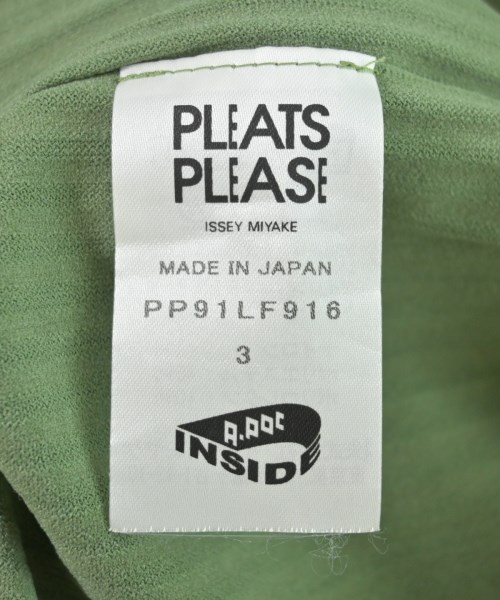 PLEATS
PLEASE
ISSEY MIYAKE
MADE IN JAPAN
PP91LF916
3
A-POC
INSIDE